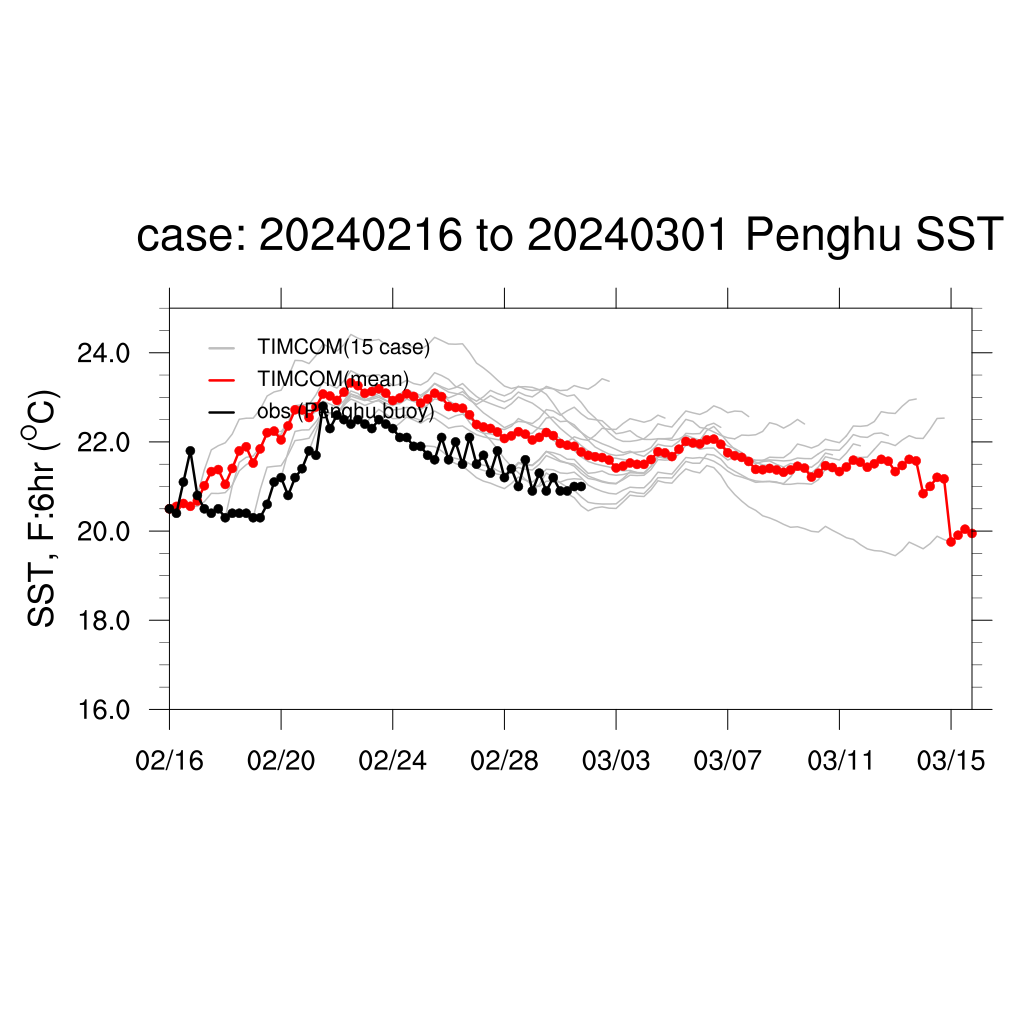 case: 20240216 to 20240301 Penghu SST
SST, F:6hr (°C)
24.0
22.0
20.0
18.0
16.0
TIMCOM(15 case)
TIMCOM(mean)
obs (Penghu buoy)
02/16 02/20 02/24 02/28 03/03 03/07 03/11 03/15